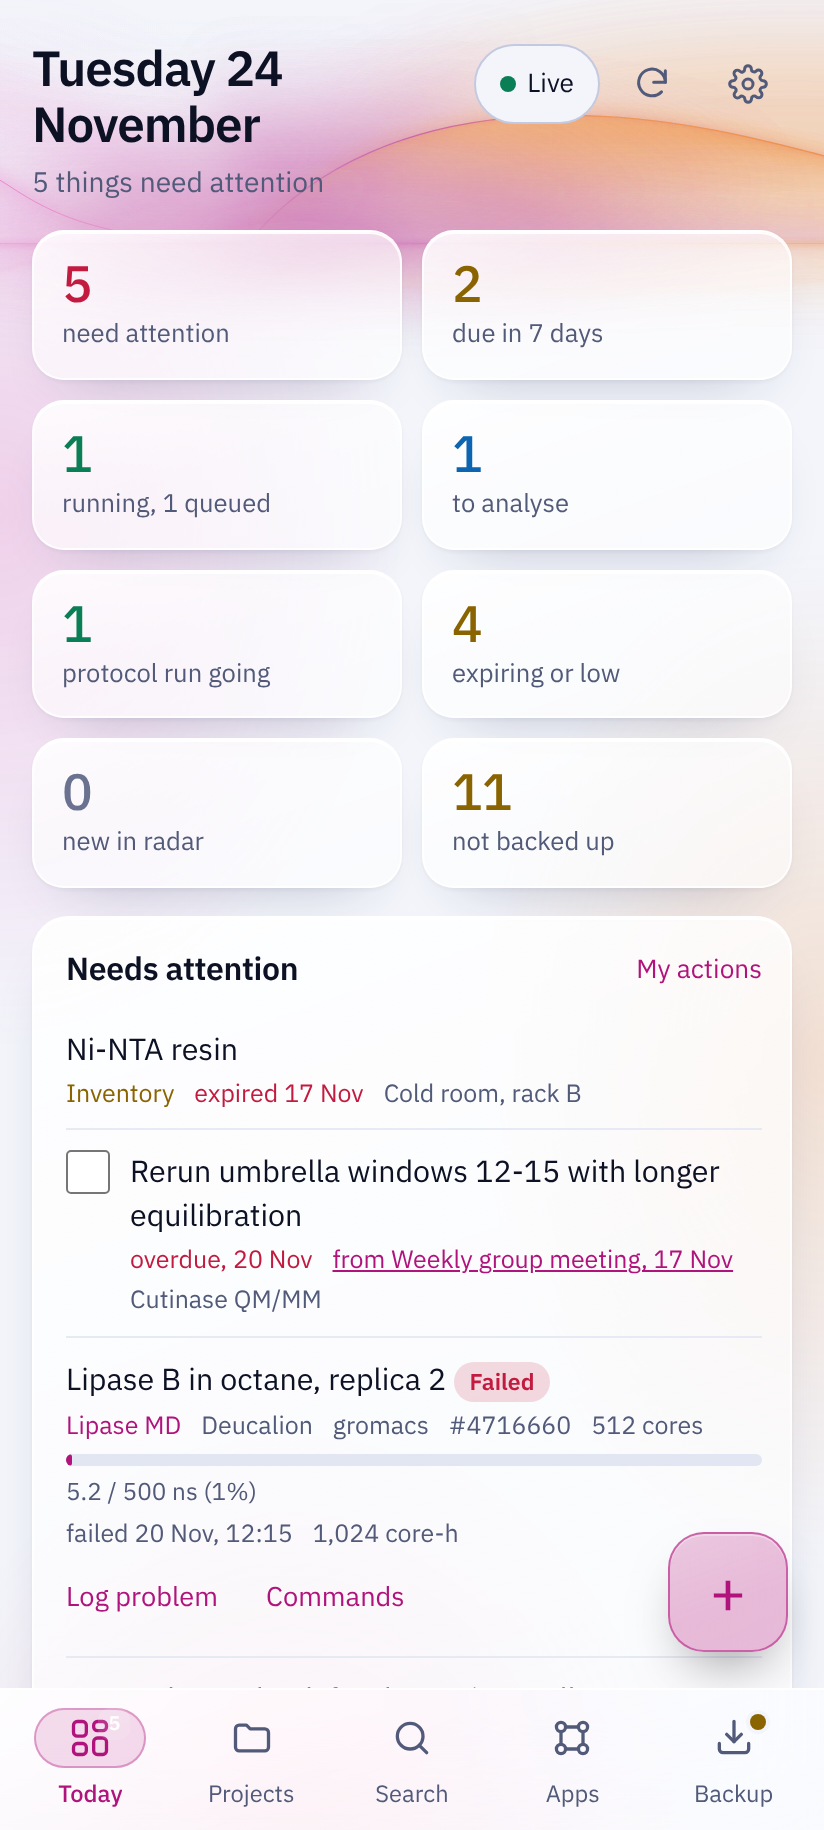 Tuesday 24
November
Live
5 things need attention
5
need attention
2
due in 7 days
1
running, 1 queued
1
to analyse
1
protocol run going
4
expiring or low
0
new in radar
11
not backed up
Needs attention
My actions
Ni-NTA resin
Inventory expired 17 Nov Cold room, rack B
Rerun umbrella windows 12-15 with longer
equilibration
overdue, 20 Nov from Weekly group meeting, 17 Nov
Cutinase QM/MM
Lipase B in octane, replica 2 Failed
Lipase MD Deucalion gromacs #4716660 512 cores
5.2 / 500 ns (1%)
failed 20 Nov, 12:15 1,024 core-h
Log problem Commands
+
5
Today
Projects
Search
Apps
Backup